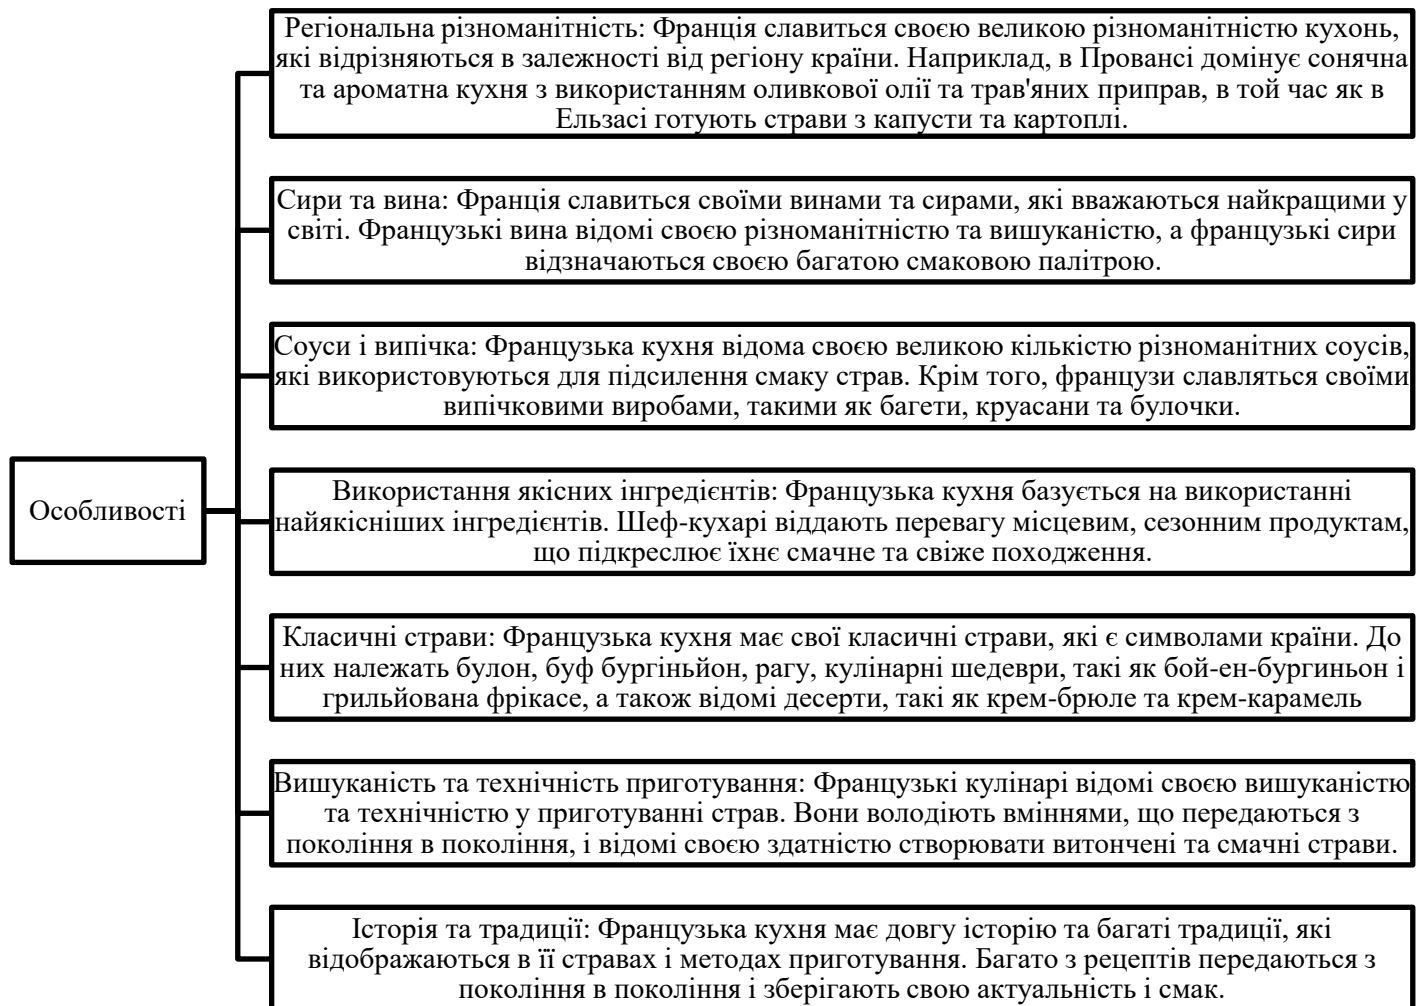 Регіональна різноманітність: Франція славиться своєю великою різноманітністю кухонь,
які відрізняються в залежності від регіону країни. Наприклад, в Провансі домінує сонячна
та ароматна кухня з використанням оливкової олії та трав'яних приправ, в той час як в
Ельзасі готують страви з капусти та картоплі.
Сири та вина: Франція славиться своїми винами та сирами, які вважаються найкращими у
світі. Французькі вина відомі своєю різноманітністю та вишуканістю, а французькі сири
відзначаються своєю багатою смаковою палітрою.
Соуси і випічка: Французька кухня відома своєю великою кількістю різноманітних соусів,
які використовуються для підсилення смаку страв. Крім того, французи славляться своїми
випічковими виробами, такими як багети, круасани та булочки.
Особливості
Використання якісних інгредієнтів: Французька кухня базується на використанні
найякісніших інгредієнтів. Шеф-кухарі віддають перевагу місцевим, сезонним продуктам,
що підкреслює їхнє смачне та свіже походження.
Класичні страви: Французька кухня має свої класичні страви, які є символами країни. До
них належать булон, буф бургіньйон, рагу, кулінарні шедеври, такі як бой-ен-бургиньон і
грильйована фрікасе, а також відомі десерти, такі як крем-брюле та крем-карамель
Вишуканість та технічність приготування: Французькі кулінарі відомі своєю вишуканістю
та технічністю у приготуванні страв. Вони володіють вміннями, що передаються з
покоління в покоління, і відомі своєю здатністю створювати витончені та смачні страви.
Історія та традиції: Французька кухня має довгу історію та багаті традиції, які
відображаються в її стравах і методах приготування. Багато з рецептів передаються з
покоління в покоління і зберігають свою актуальність і смак.